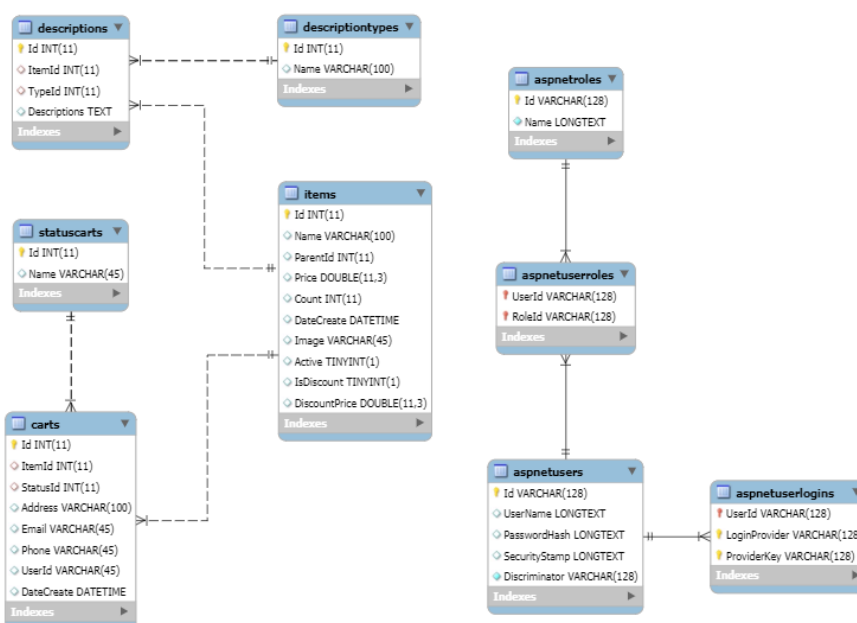 descriptions
Id INT(11)
ItemId INT(11)
TypeId INT(11)
Descriptions TEXT
Indexes
descriptiontypes
Id INT(11)
Name VARCHAR(100)
Indexes
aspnetroles
Id VARCHAR(128)
Name LONGTEXT
Indexes
items
Id INT(11)
Name VARCHAR(100)
ParentId INT(11)
Price DOUBLE(11,3)
Count INT(11)
DateCreate DATETIME
Image VARCHAR(45)
Active TINYINT(1)
IsDiscount TINYINT(1)
DiscountPrice DOUBLE(11,3)
Indexes
statuscarts
Id INT(11)
Name VARCHAR(45)
Indexes
aspnetuserroles
UserId VARCHAR(128)
RoleId VARCHAR(128)
Indexes
carts
Id INT(11)
ItemId INT(11)
StatusId INT(11)
Address VARCHAR(100)
Email VARCHAR(45)
Phone VARCHAR(45)
UserId VARCHAR(45)
DateCreate DATETIME
Indexes
aspnetusers
Id VARCHAR(128)
UserName LONGTEXT
PasswordHash LONGTEXT
SecurityStamp LONGTEXT
Discriminator VARCHAR(128)
Indexes
aspnetuserlogins
UserId VARCHAR(128)
LoginProvider VARCHAR(128
ProviderKey VARCHAR(128)
Indexes